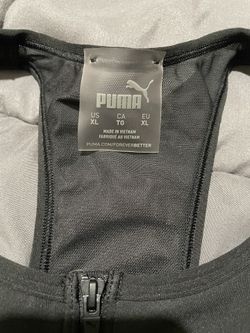 PUMA
US CA EU
XL TG XL
MADE IN VIETNAM
FABRIQUÉ AU VIETNAM
PUMA.COM/FOREVERBETTER